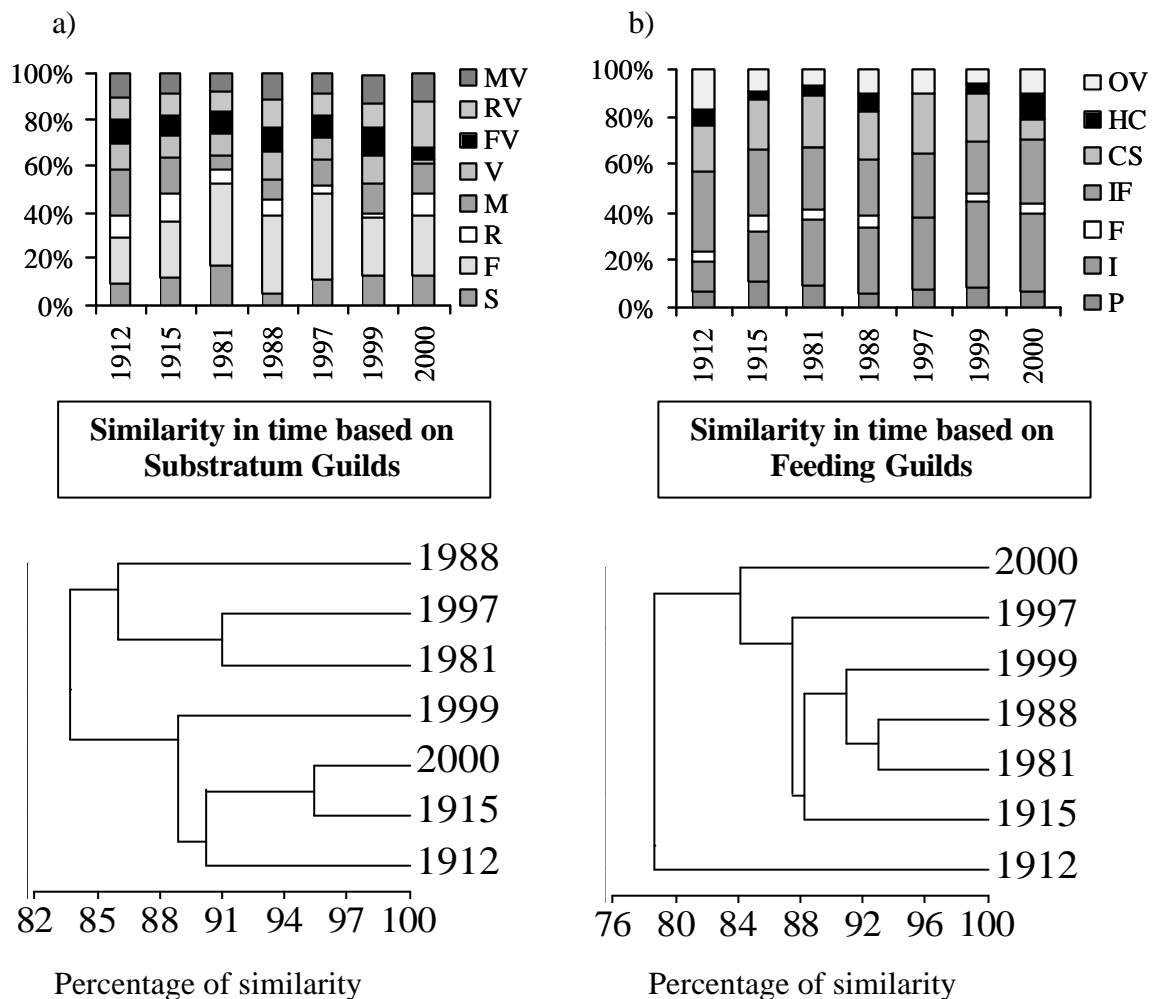 a)
100%
80%
60%
40%
20%
0%
MV
RV
FV
V
M
R
F
S
1912
1915
1981
1988
1997
1999
2000
Similarity in time based on
Substratum Guilds
1988
1997
1981
1999
2000
1915
1912
82 85 88 91 94 97 100
Percentage of similarity
b)
100%
80%
60%
40%
20%
0%
OV
HC
CS
IF
F
I
P
1912
1915
1981
1988
1997
1999
2000
Similarity in time based on
Feeding Guilds
2000
1997
1999
1988
1981
1915
1912
76 80 84 88 92 96 100
Percentage of similarity